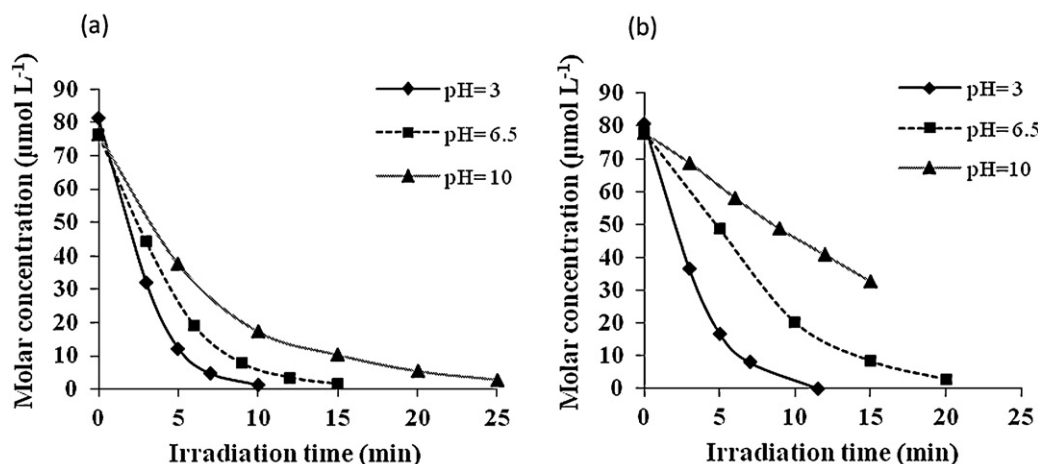 (a)
pH= 3
pH=6.5
pH=10
Molar concentration (µmol L-1)
90
80
70
60
50
40
30
20
10
0
0 5 10 15 20 25
Irradiation time (min)
(b)
pH= 3
pH=6.5
pH=10
Molar concentration (µmol L-1)
90
80
70
60
50
40
30
20
10
0
0 5 10 15 20 25
Irradiation time (min)